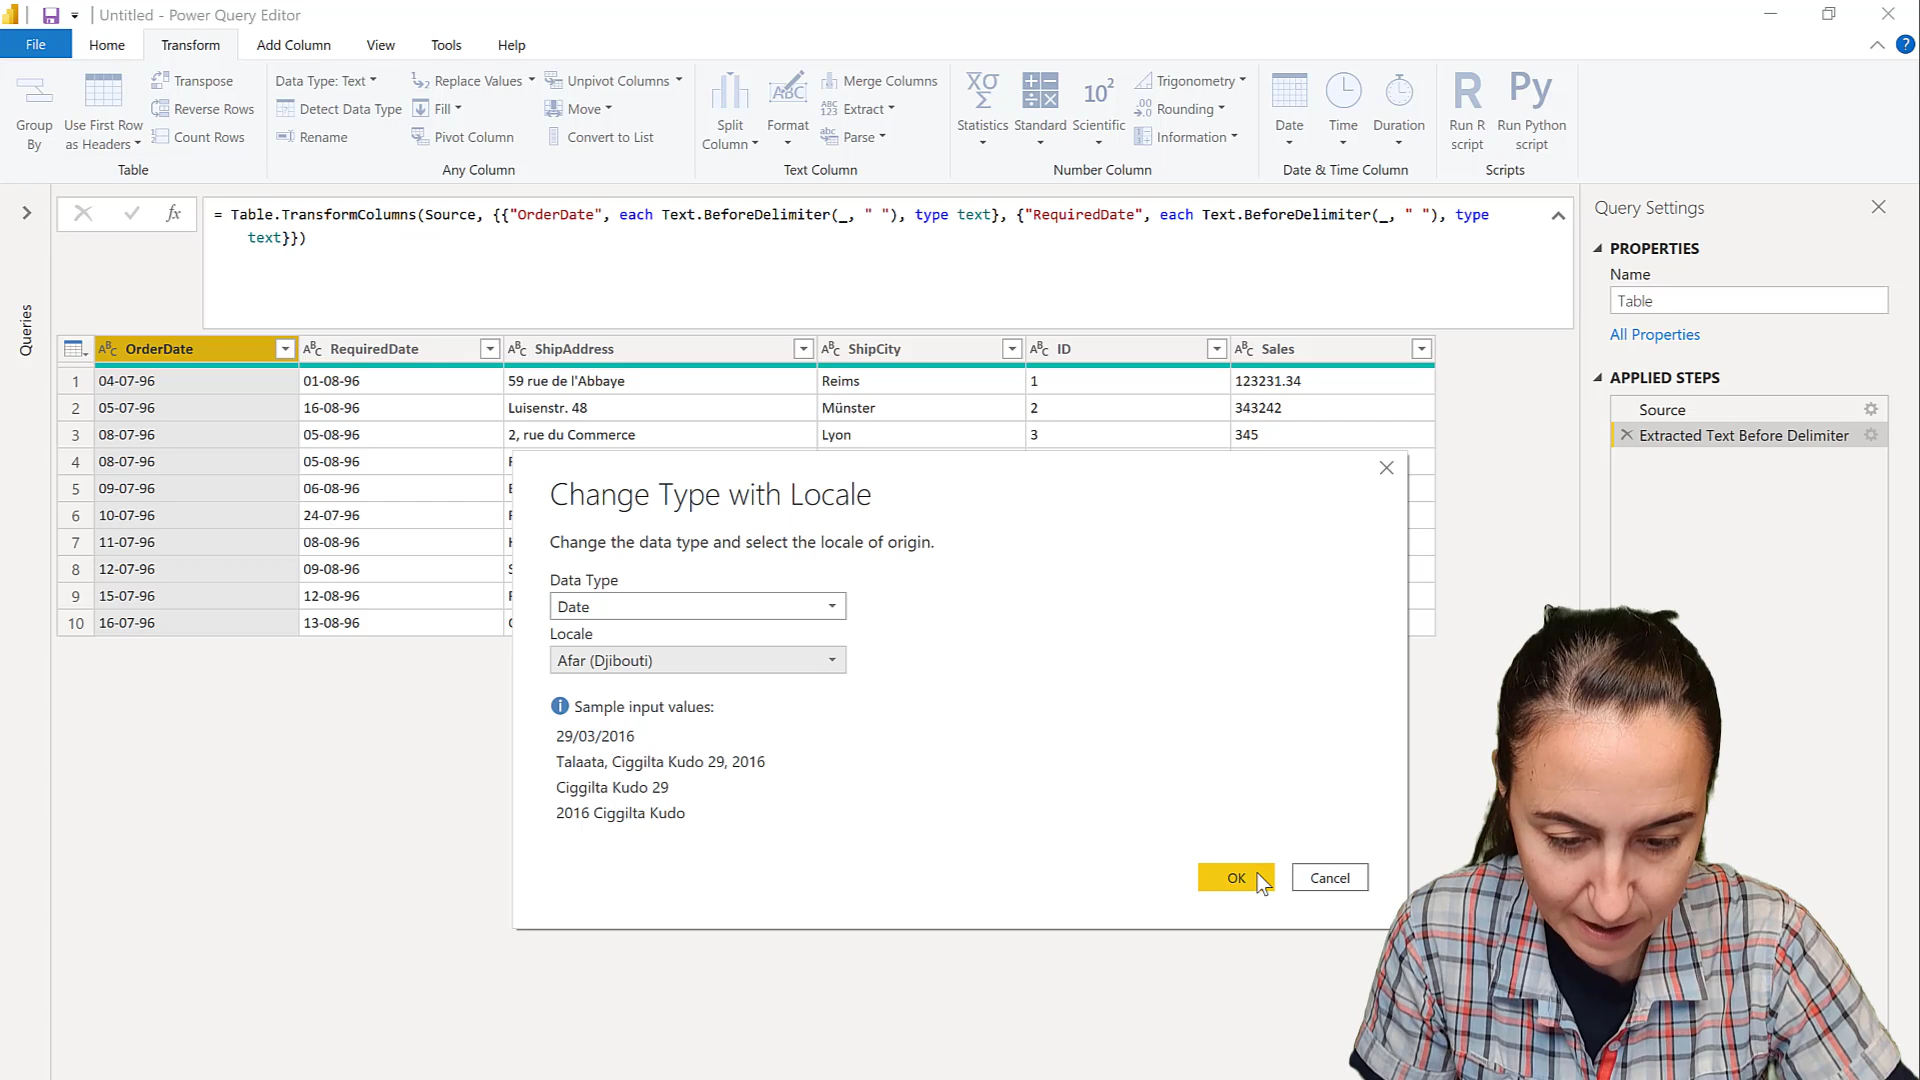 Untitled - Power Query Editor
File Home Transform Add Column View Tools Help
Group By
Use First Row as Headers
Transpose
Reverse Rows
Count Rows
Table
Data Type: Text
Detect Data Type
Rename
Replace Values
Fill
Pivot Column
Unpivot Columns
Move
Convert to List
Any Column
Split Column
Format
Merge Columns
Extract
Parse
Text Column
Statistics
Standard
Scientific
Trigonometry
Rounding
Information
Number Column
Date
Time
Duration
Date & Time Column
Run R script
Run Python script
Scripts
= Table.TransformColumns(Source, {{"OrderDate", each Text.BeforeDelimiter(_, " "), type text}, {"RequiredDate", each Text.BeforeDelimiter(_, " "), type
text}})
Queries
OrderDate RequiredDate ShipAddress ShipCity ID Sales
1 04-07-96 01-08-96 59 rue de l'Abbaye Reims 1 123231.34
2 05-07-96 16-08-96 Luisenstr. 48 Münster 2 343242
3 08-07-96 05-08-96 2, rue du Commerce Lyon 3 345
4 08-07-96 05-08-96
5 09-07-96 06-08-96
6 10-07-96 24-07-96
7 11-07-96 08-08-96
8 12-07-96 09-08-96
9 15-07-96 12-08-96
10 16-07-96 13-08-96
Change Type with Locale
Change the data type and select the locale of origin.
Data Type
Date
Locale
Afar (Djibouti)
Sample input values:
29/03/2016
Talaata, Ciggilta Kudo 29, 2016
Ciggilta Kudo 29
2016 Ciggilta Kudo
OK Cancel
Query Settings
PROPERTIES
Name
Table
All Properties
APPLIED STEPS
Source
Extracted Text Before Delimiter